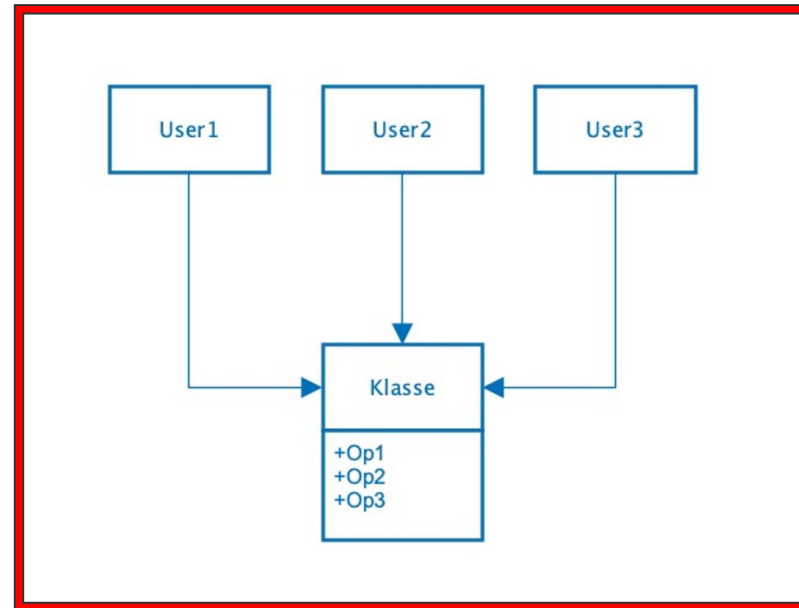 User1
User2
User3
Klasse
+Op1
+Op2
+Op3